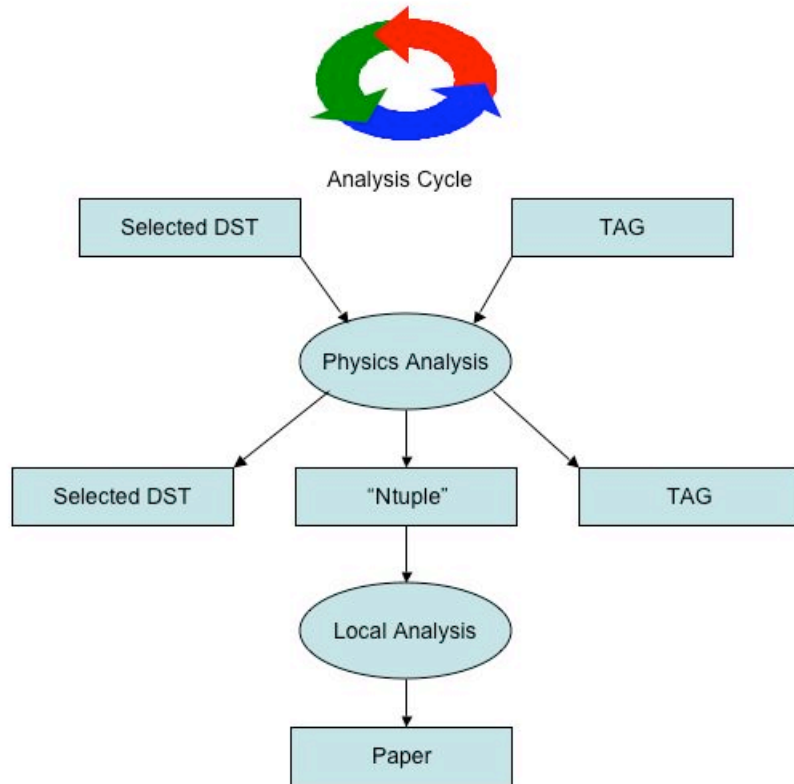 Analysis Cycle
Selected DST
TAG
Physics Analysis
Selected DST
“Ntuple”
TAG
Local Analysis
Paper